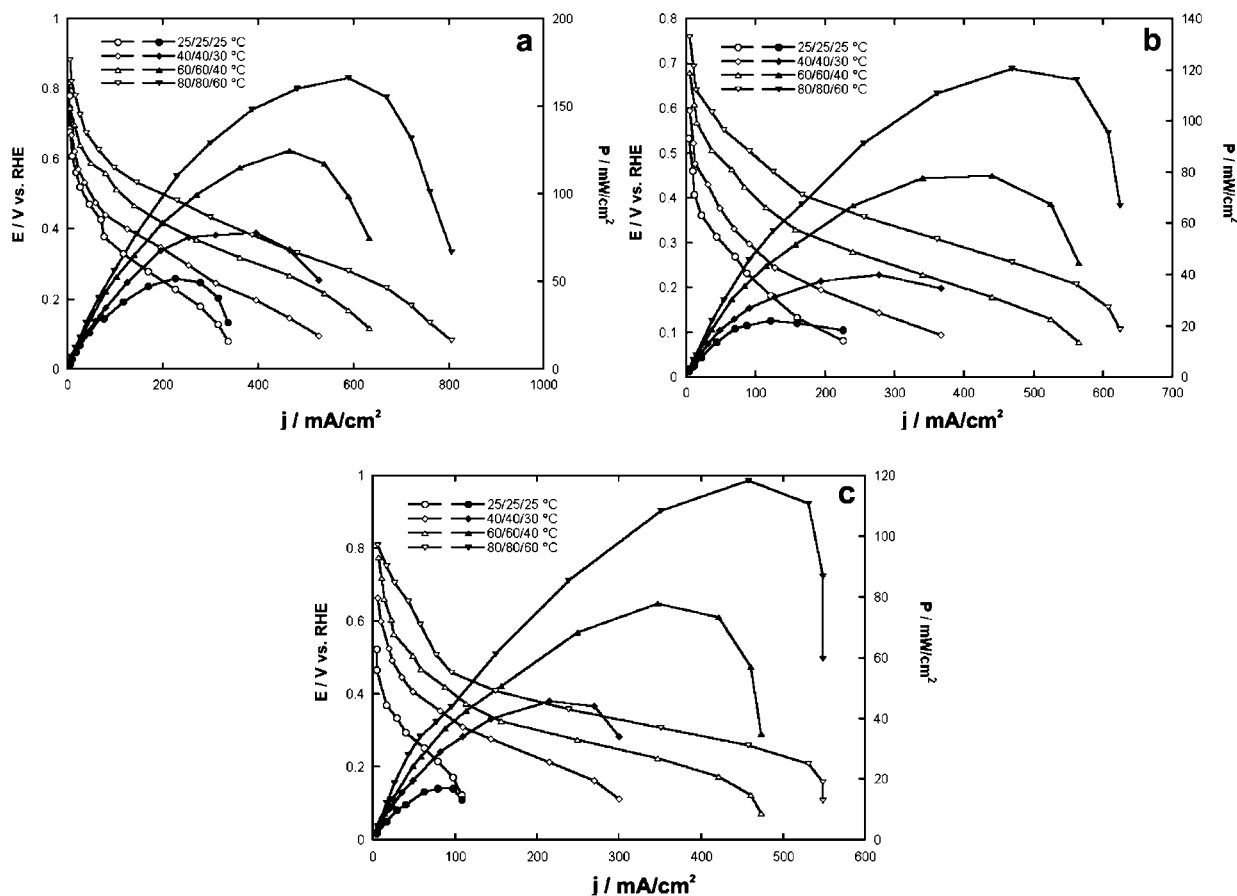 a
25/25/25 °C
40/40/30 °C
60/60/40 °C
80/80/60 °C
E / V vs. RHE
P / mW/cm²
j / mA/cm²
0 0.2 0.4 0.6 0.8 1
0 50 100 150 200
0 200 400 600 800 1000
b
25/25/25 °C
40/40/30 °C
60/60/40 °C
80/80/60 °C
E / V vs. RHE
P / mW/cm²
j / mA/cm²
0 0.1 0.2 0.3 0.4 0.5 0.6 0.7 0.8
0 20 40 60 80 100 120 140
0 100 200 300 400 500 600 700
c
25/25/25 °C
40/40/30 °C
60/60/40 °C
80/80/60 °C
E / V vs. RHE
P / mW/cm²
j / mA/cm²
0 0.2 0.4 0.6 0.8 1
0 20 40 60 80 100 120
0 100 200 300 400 500 600